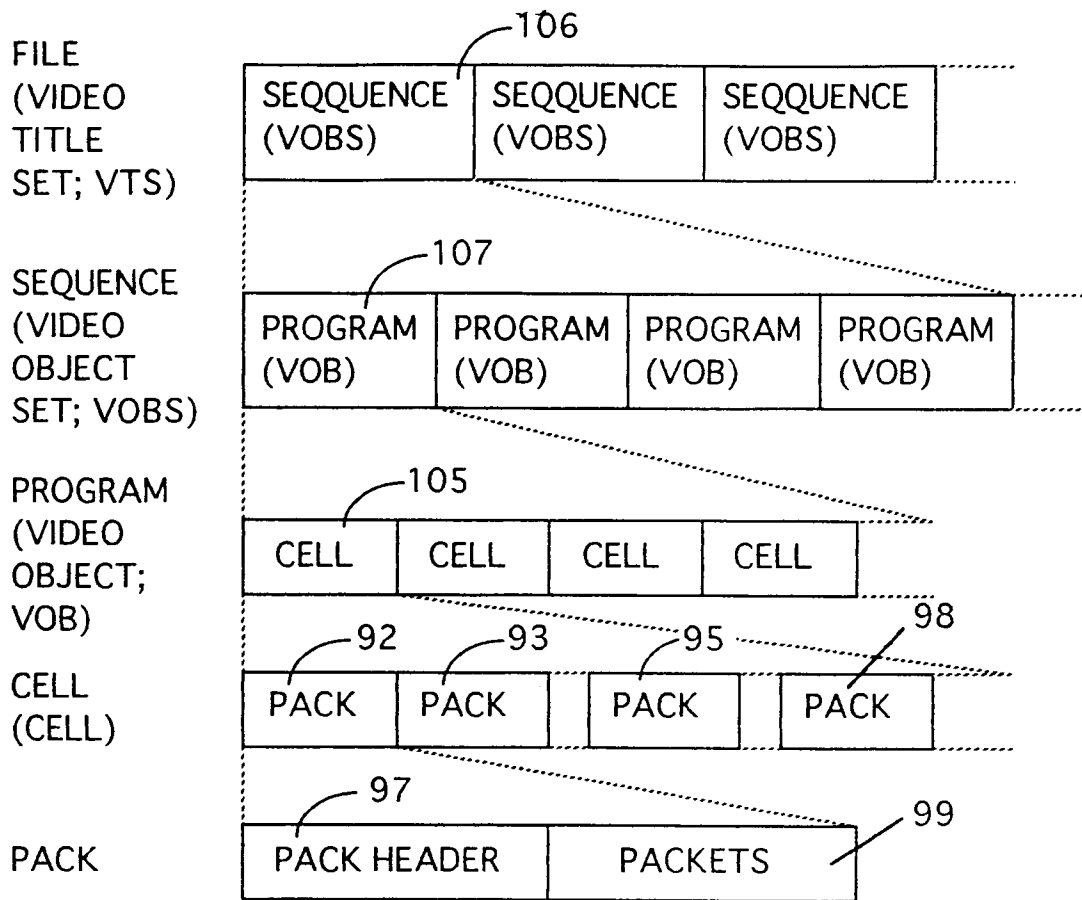 106
FILE
(VIDEO
TITLE
SET; VTS)
SEQQUENCE
(VOBS)
SEQQUENCE
(VOBS)
SEQQUENCE
(VOBS)
107
SEQUENCE
(VIDEO
OBJECT
SET; VOBS)
PROGRAM
(VOB)
PROGRAM
(VOB)
PROGRAM
(VOB)
PROGRAM
(VOB)
105
PROGRAM
(VIDEO
OBJECT;
VOB)
CELL
CELL
CELL
CELL
92
93
95
98
CELL
(CELL)
PACK
PACK
PACK
PACK
97
99
PACK
PACK HEADER
PACKETS